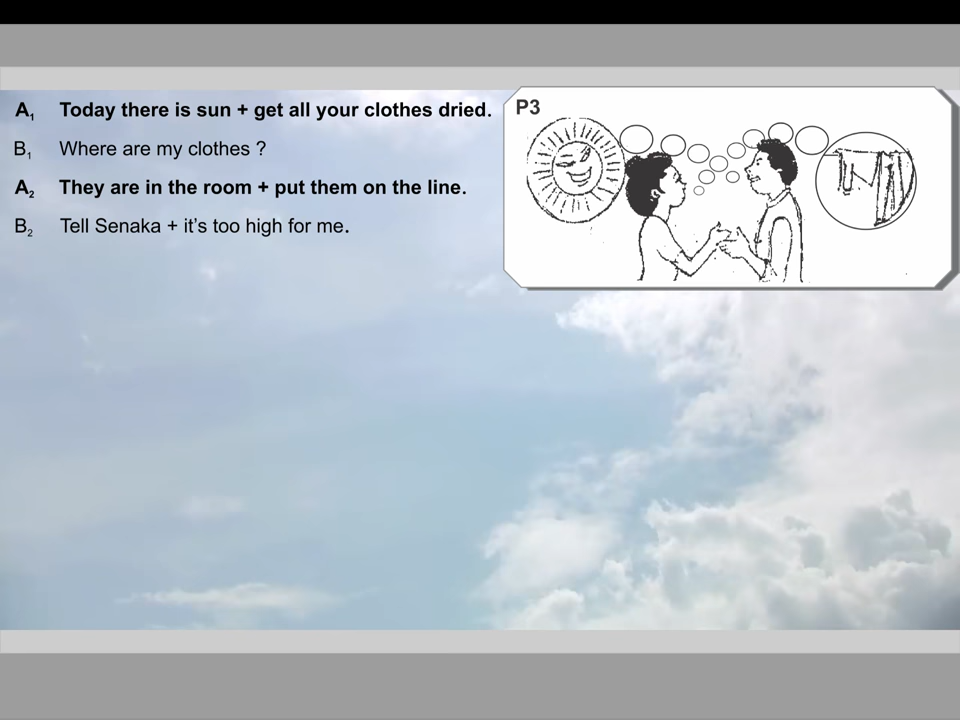 A₁ Today there is sun + get all your clothes dried.
B₁ Where are my clothes ?
A₂ They are in the room + put them on the line.
B₂ Tell Senaka + it’s too high for me.
P3